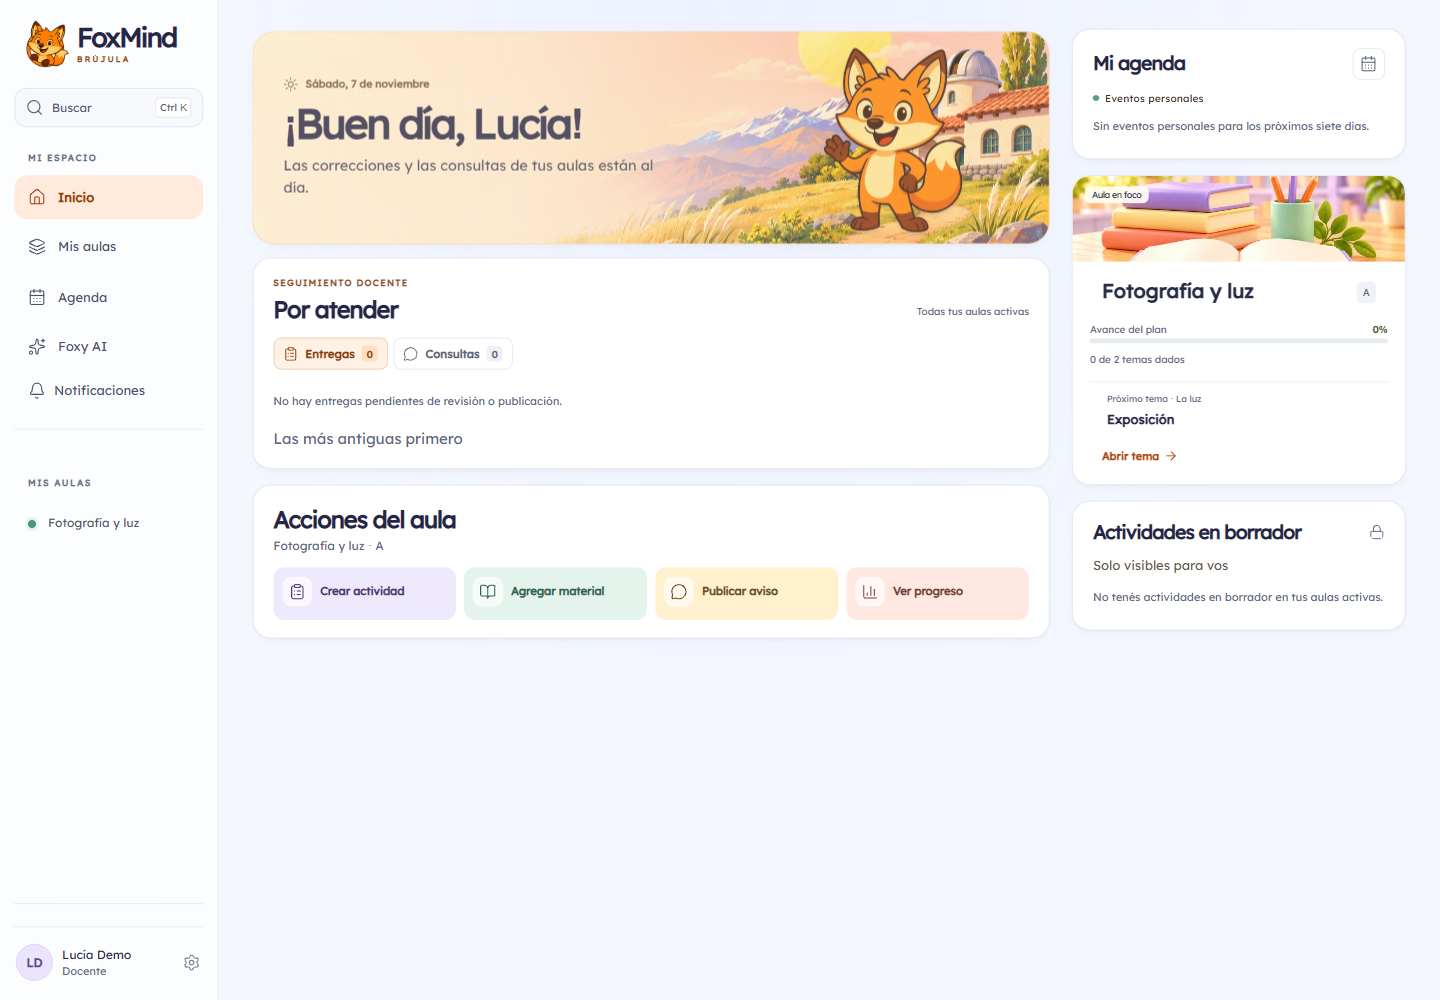 FoxMind
BRÚJULA
Buscar
Ctrl K
MI ESPACIO
Inicio
Mis aulas
Agenda
Foxy AI
Notificaciones
MIS AULAS
Fotografía y luz
LD
Lucía Demo
Docente
Sábado, 7 de noviembre
¡Buen día, Lucía!
Las correcciones y las consultas de tus aulas están al
día.
SEGUIMIENTO DOCENTE
Por atender
Todas tus aulas activas
Entregas 0
Consultas 0
No hay entregas pendientes de revisión o publicación.
Las más antiguas primero
Acciones del aula
Fotografía y luz · A
Crear actividad
Agregar material
Publicar aviso
Ver progreso
Mi agenda
Eventos personales
Sin eventos personales para los próximos siete días.
Aula en foco
Fotografía y luz
A
Avance del plan
0%
0 de 2 temas dados
Próximo tema · La luz
Exposición
Abrir tema
Actividades en borrador
Solo visibles para vos
No tenés actividades en borrador en tus aulas activas.